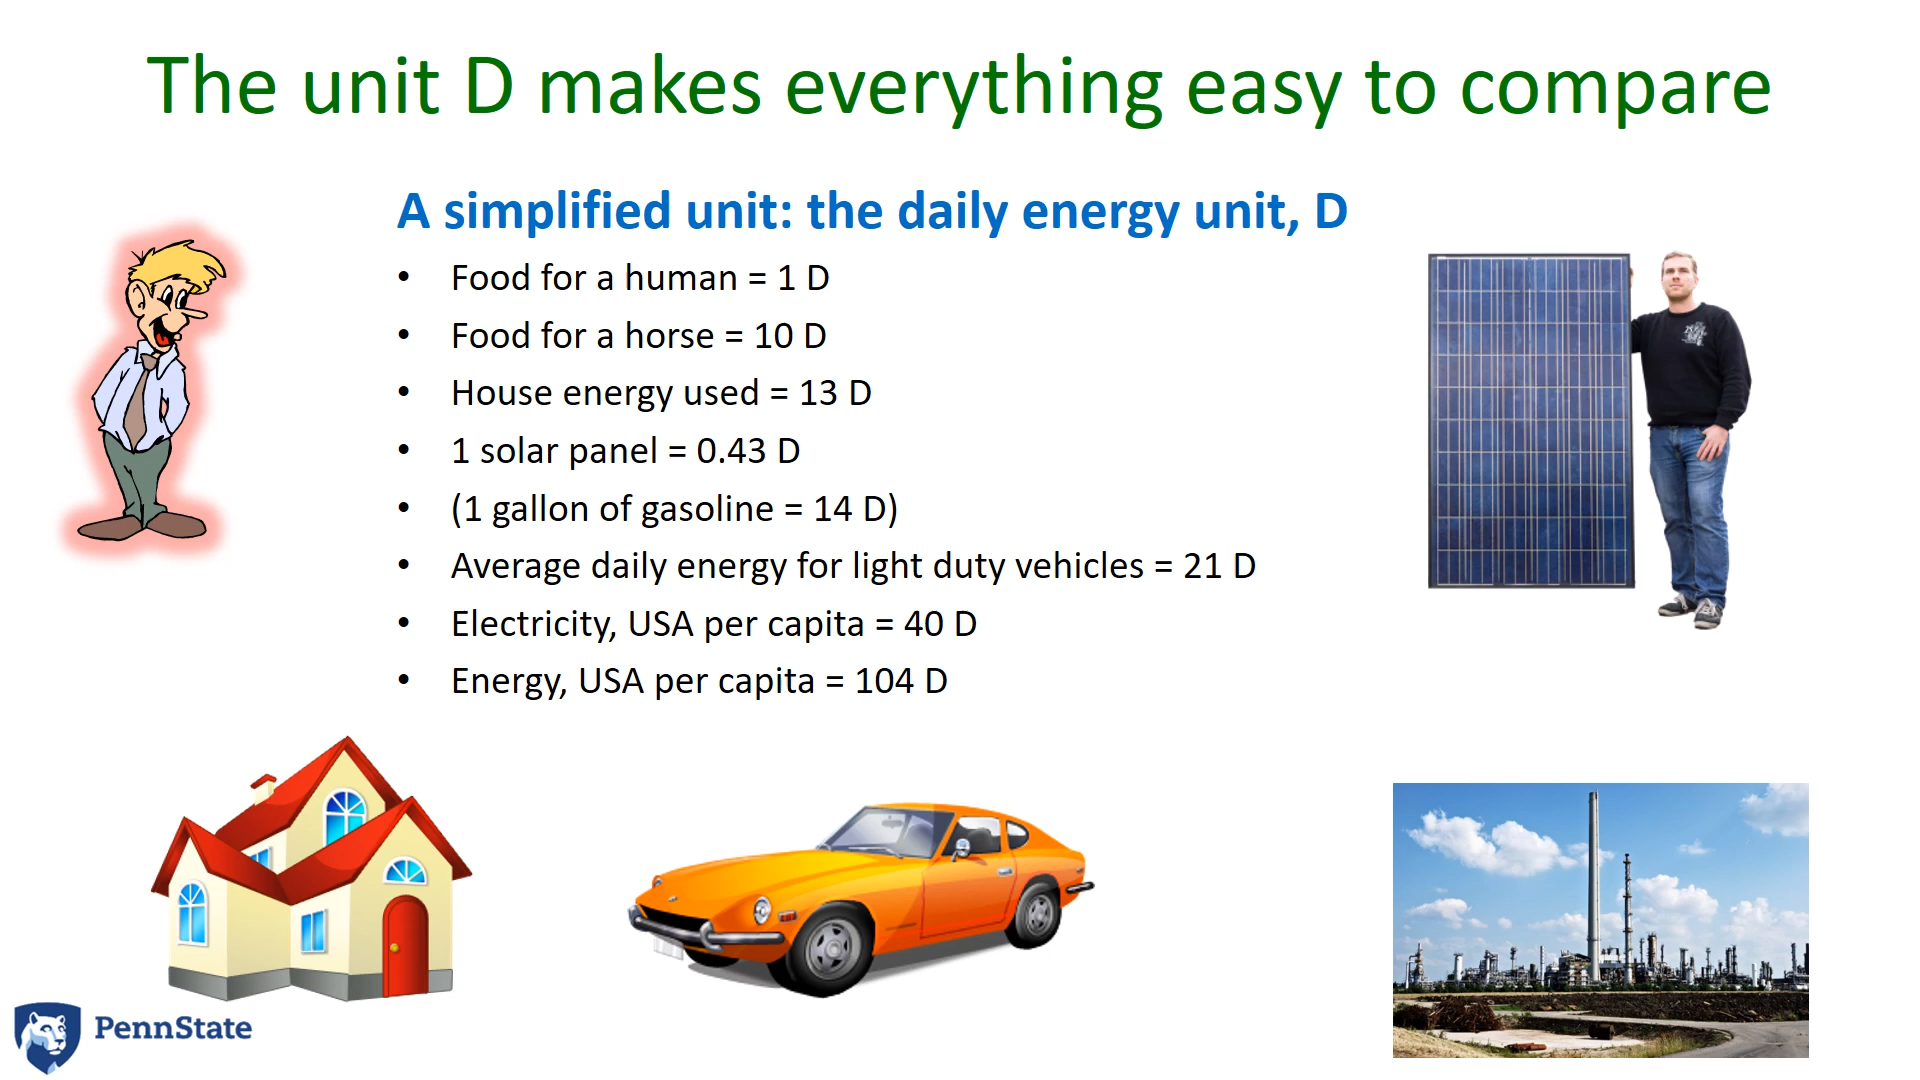 The unit D makes everything easy to compare
A simplified unit: the daily energy unit, D
• Food for a human = 1 D
• Food for a horse = 10 D
• House energy used = 13 D
• 1 solar panel = 0.43 D
• (1 gallon of gasoline = 14 D)
• Average daily energy for light duty vehicles = 21 D
• Electricity, USA per capita = 40 D
• Energy, USA per capita = 104 D
PennState